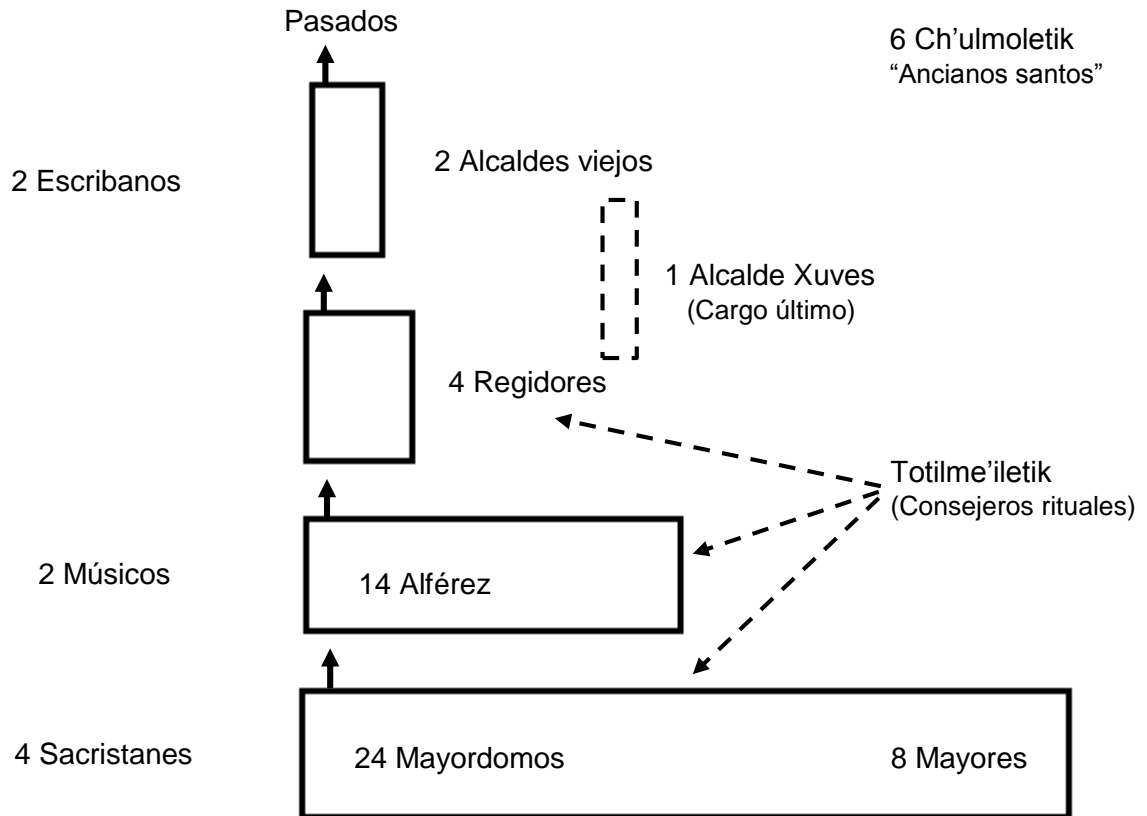 Pasados
6 Ch’ulmoletik
“Ancianos santos”
2 Escribanos
2 Alcaldes viejos
1 Alcalde Xuves
(Cargo último)
4 Regidores
Totilme’iletik
(Consejeros rituales)
2 Músicos
14 Alférez
4 Sacristanes
24 Mayordomos
8 Mayores